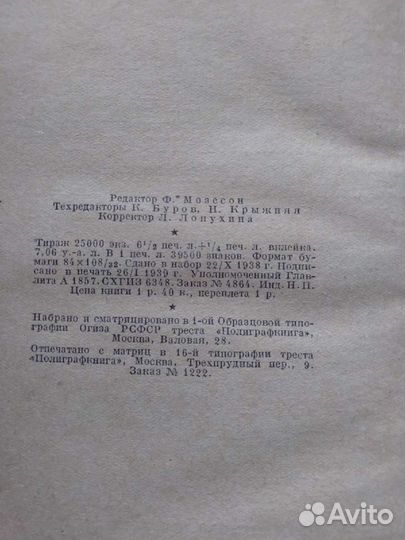 Редактор Ф. Моэссон
Техредакторы К. Буров, Н. Крыжпя
Корректор Л. Лопухина
★
Тираж 25000 экз. 6¹/₂ печ. л.+¹/₄ печ. л. вклейка.
7,06 у.-а. л. В 1 печ. л. 39500 знаков. Формат бу-
маги 84×108/₃₂. Сдано в набор 22/X 1938 г. Подпи-
сано в печать 26/I 1939 г. Уполномоченный Глав-
лита А 1857. СХГИЗ 6348. Заказ № 4864. Инд. Н. П.
Цена книги 1 р. 40 к., переплета 1 р.
★
Набрано и сматрицировано в 1-ой Образцовой типо-
графии Огиза РСФСР треста «Полиграфкнига»,
Москва, Валовая, 28.
Отпечатано с матриц в 16-й типографии треста
«Полиграфкнига», Москва, Трехпрудный пер., 9.
Заказ № 1222.
Avito